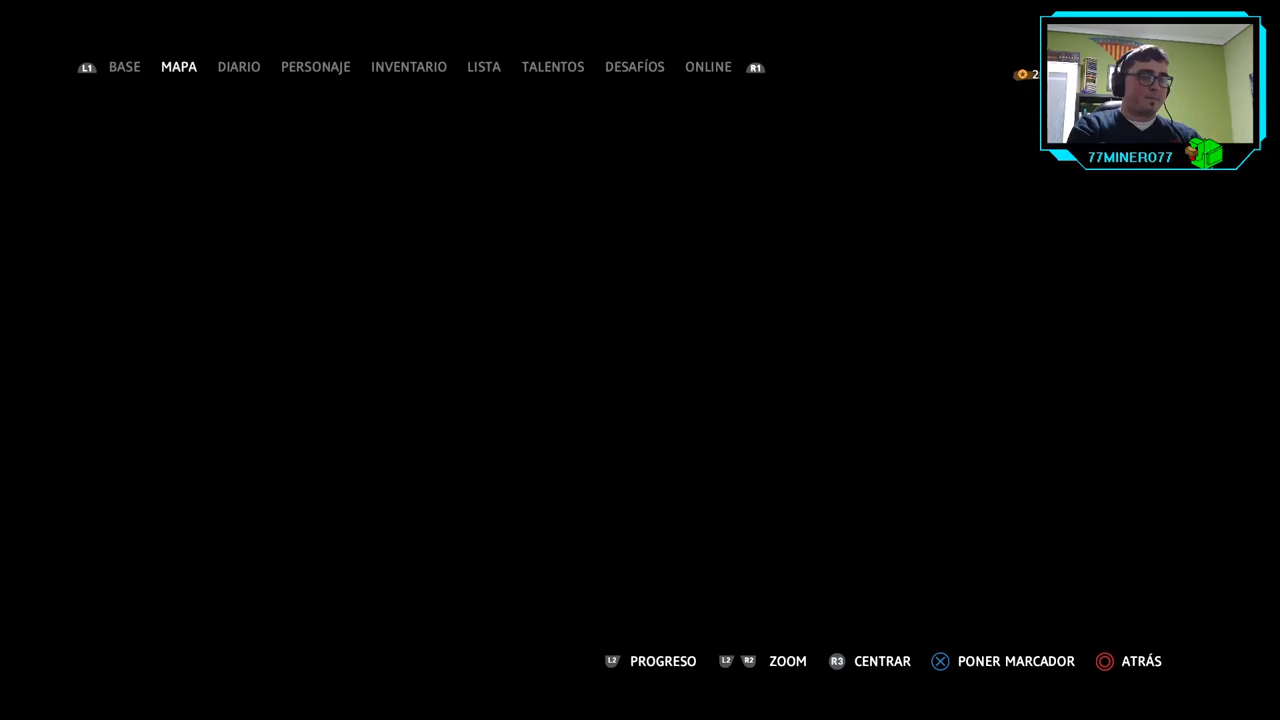 L1 BASE MAPA DIARIO PERSONAJE INVENTARIO LISTA TALENTOS DESAFÍOS ONLINE R1
2
77MINERO77
L2 PROGRESO L2 R2 ZOOM R3 CENTRAR PONER MARCADOR ATRÁS